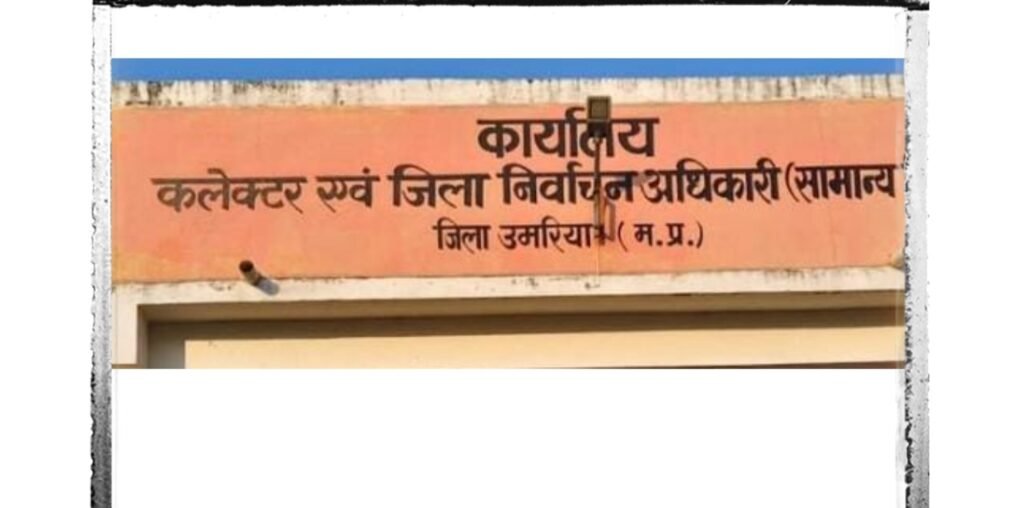 कार्यालय
कलेक्टर एवं जिला निर्वाचन अधिकारी (सामान्य
जिला उमरिया (म.प्र.)